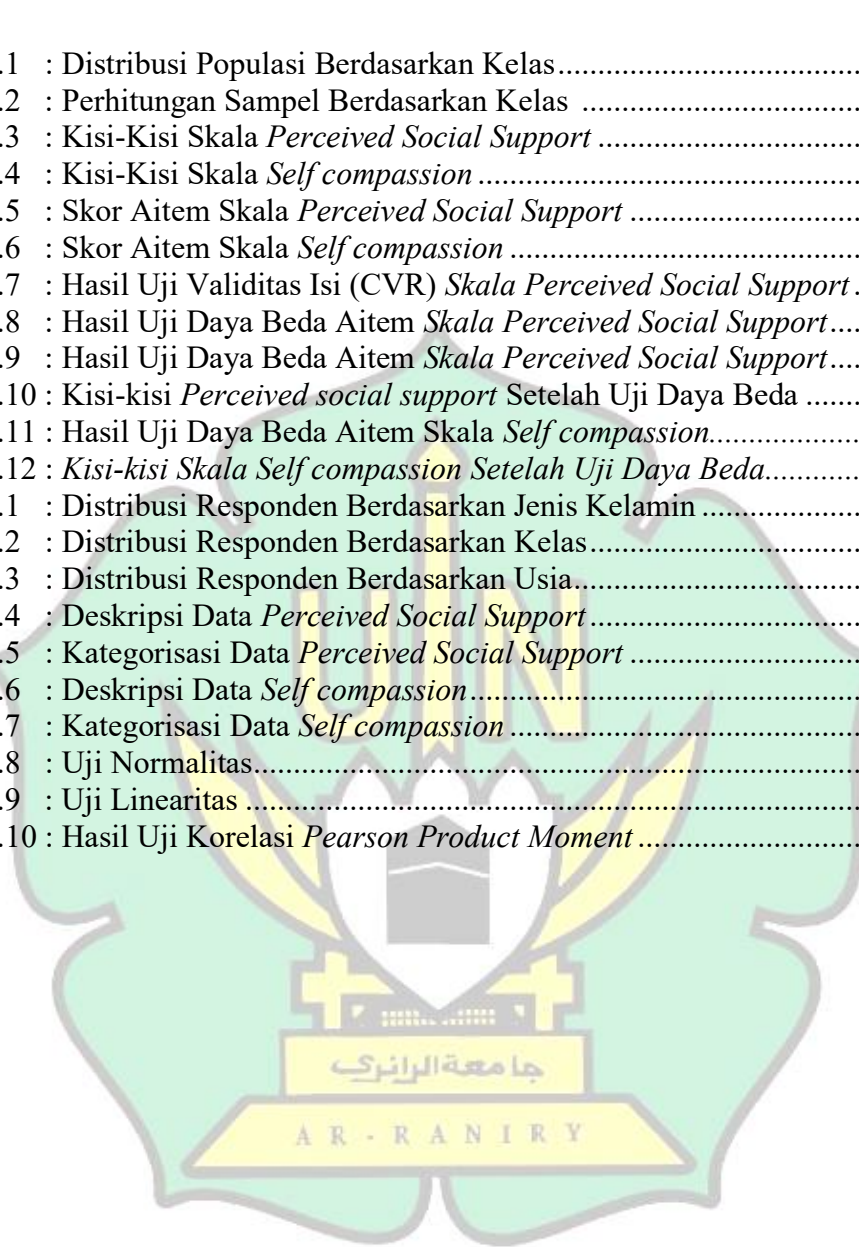 .1 : Distribusi Populasi Berdasarkan Kelas
.2 : Perhitungan Sampel Berdasarkan Kelas
.3 : Kisi-Kisi Skala Perceived Social Support
.4 : Kisi-Kisi Skala Self compassion
.5 : Skor Aitem Skala Perceived Social Support
.6 : Skor Aitem Skala Self compassion
.7 : Hasil Uji Validitas Isi (CVR) Skala Perceived Social Support
.8 : Hasil Uji Daya Beda Aitem Skala Perceived Social Support
.9 : Hasil Uji Daya Beda Aitem Skala Perceived Social Support
.10 : Kisi-kisi Perceived social support Setelah Uji Daya Beda
.11 : Hasil Uji Daya Beda Aitem Skala Self compassion
.12 : Kisi-kisi Skala Self compassion Setelah Uji Daya Beda
.1 : Distribusi Responden Berdasarkan Jenis Kelamin
.2 : Distribusi Responden Berdasarkan Kelas
.3 : Distribusi Responden Berdasarkan Usia
.4 : Deskripsi Data Perceived Social Support
.5 : Kategorisasi Data Perceived Social Support
.6 : Deskripsi Data Self compassion
.7 : Kategorisasi Data Self compassion
.8 : Uji Normalitas
.9 : Uji Linearitas
.10 : Hasil Uji Korelasi Pearson Product Moment
UIN
جامعة الرانري
AR-RANIRY